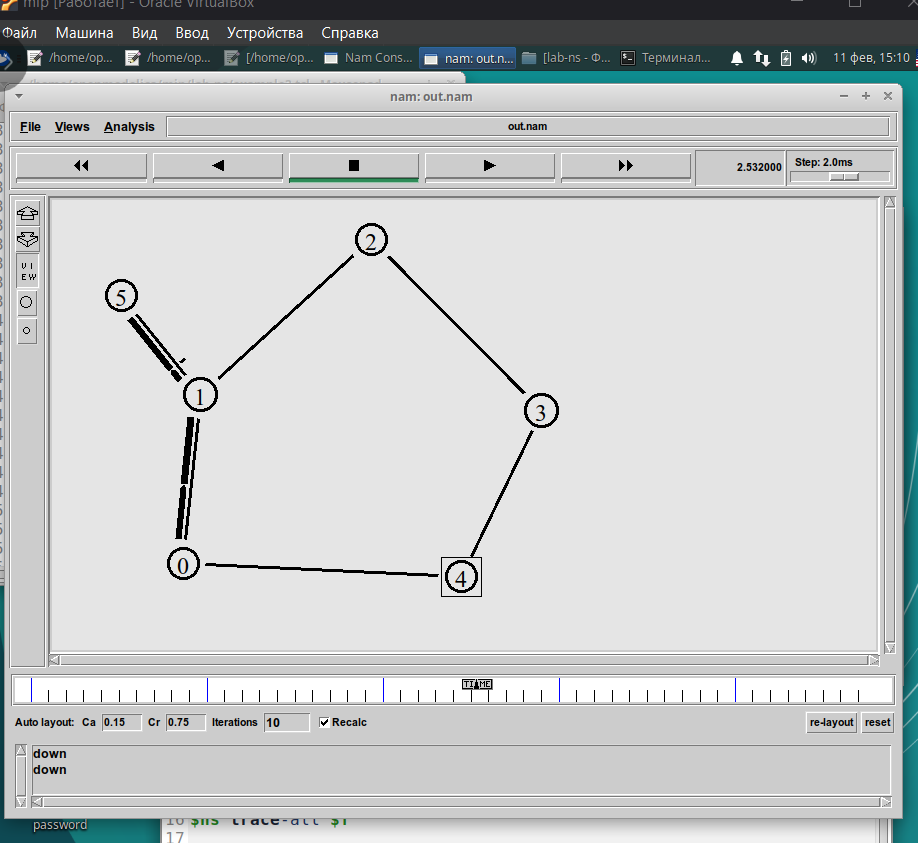 mip [Работает] - Oracle VirtualBox
Файл Машина Вид Ввод Устройства Справка
/home/op... /home/op... [/home/op... Nam Cons... nam: out.n... [lab-ns - Ф... Терминал... 11 фев, 15:10
nam: out.nam
File Views Analysis out.nam
2.532000 Step: 2.0ms
VI
EW
2
5
1
3
0
4
TIME
Auto layout: Ca 0.15 Cr 0.75 Iterations 10 Recalc re-layout reset
down
down
password
16 $ns trace-all $f
17